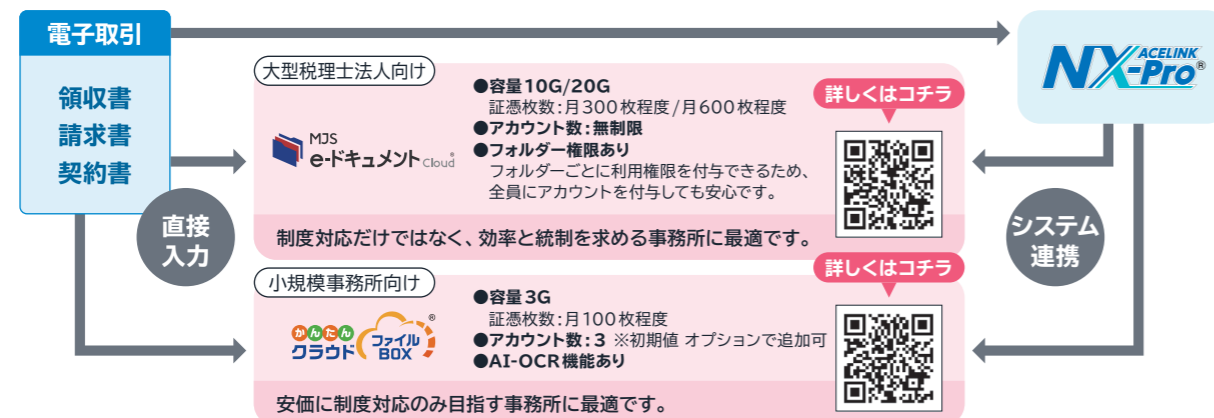 電子取引
領収書
請求書
契約書
直接
入力
大型税理士法人向け
MJS
e-ドキュメントCloud®
●容量10G/20G
証憑枚数：月300枚程度/月600枚程度
●アカウント数：無制限
●フォルダー権限あり
フォルダーごとに利用権限を付与できるため、
全員にアカウントを付与しても安心です。
詳しくはコチラ
制度対応だけではなく、効率と統制を求める事務所に最適です。
小規模事務所向け
かんたん
クラウド
ファイル
BOX
®
●容量3G
証憑枚数：月100枚程度
●アカウント数：3 ※初期値 オプションで追加可
●AI-OCR機能あり
詳しくはコチラ
安価に制度対応のみ目指す事務所に最適です。
ACELINK
NX-Pro®
システム
連携